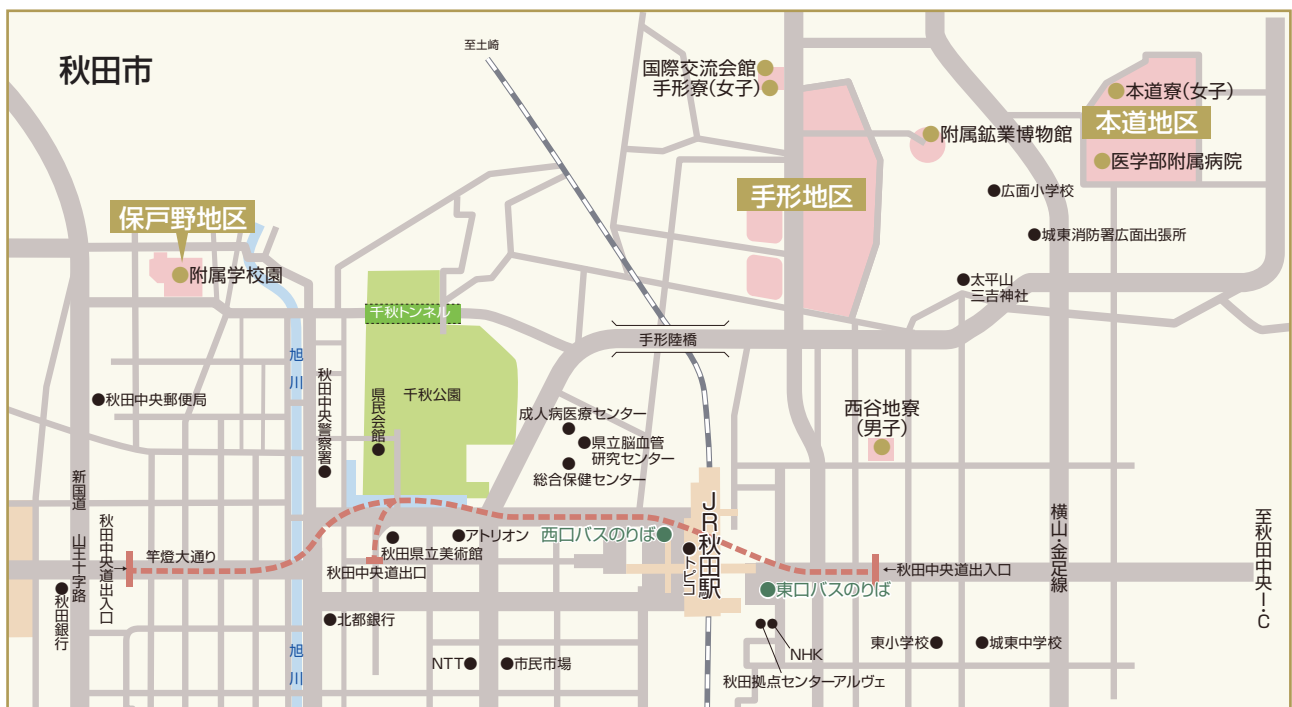 秋田市
至土崎
国際交流会館
手形寮(女子)
本道寮(女子)
本道地区
附属鉱業博物館
医学部附属病院
手形地区
広面小学校
保戸野地区
城東消防署広面出張所
附属学校園
太平山
三吉神社
千秋トンネル
手形陸橋
旭川
秋田中央警察署
県民会館
千秋公園
秋田中央郵便局
成人病医療センター
県立脳血管
研究センター
総合保健センター
西谷地寮
(男子)
新国道
山王十字路
秋田中央道出入口
竿燈大通り
秋田県立美術館
アトリオン
西口バスのりば
JR秋田駅
トピコ
秋田中央道出口
←秋田中央道出入口
横山・金足線
至秋田中央I・C
東口バスのりば
秋田銀行
北都銀行
旭川
NTT
市民市場
NHK
秋田拠点センターアルヴェ
東小学校
城東中学校